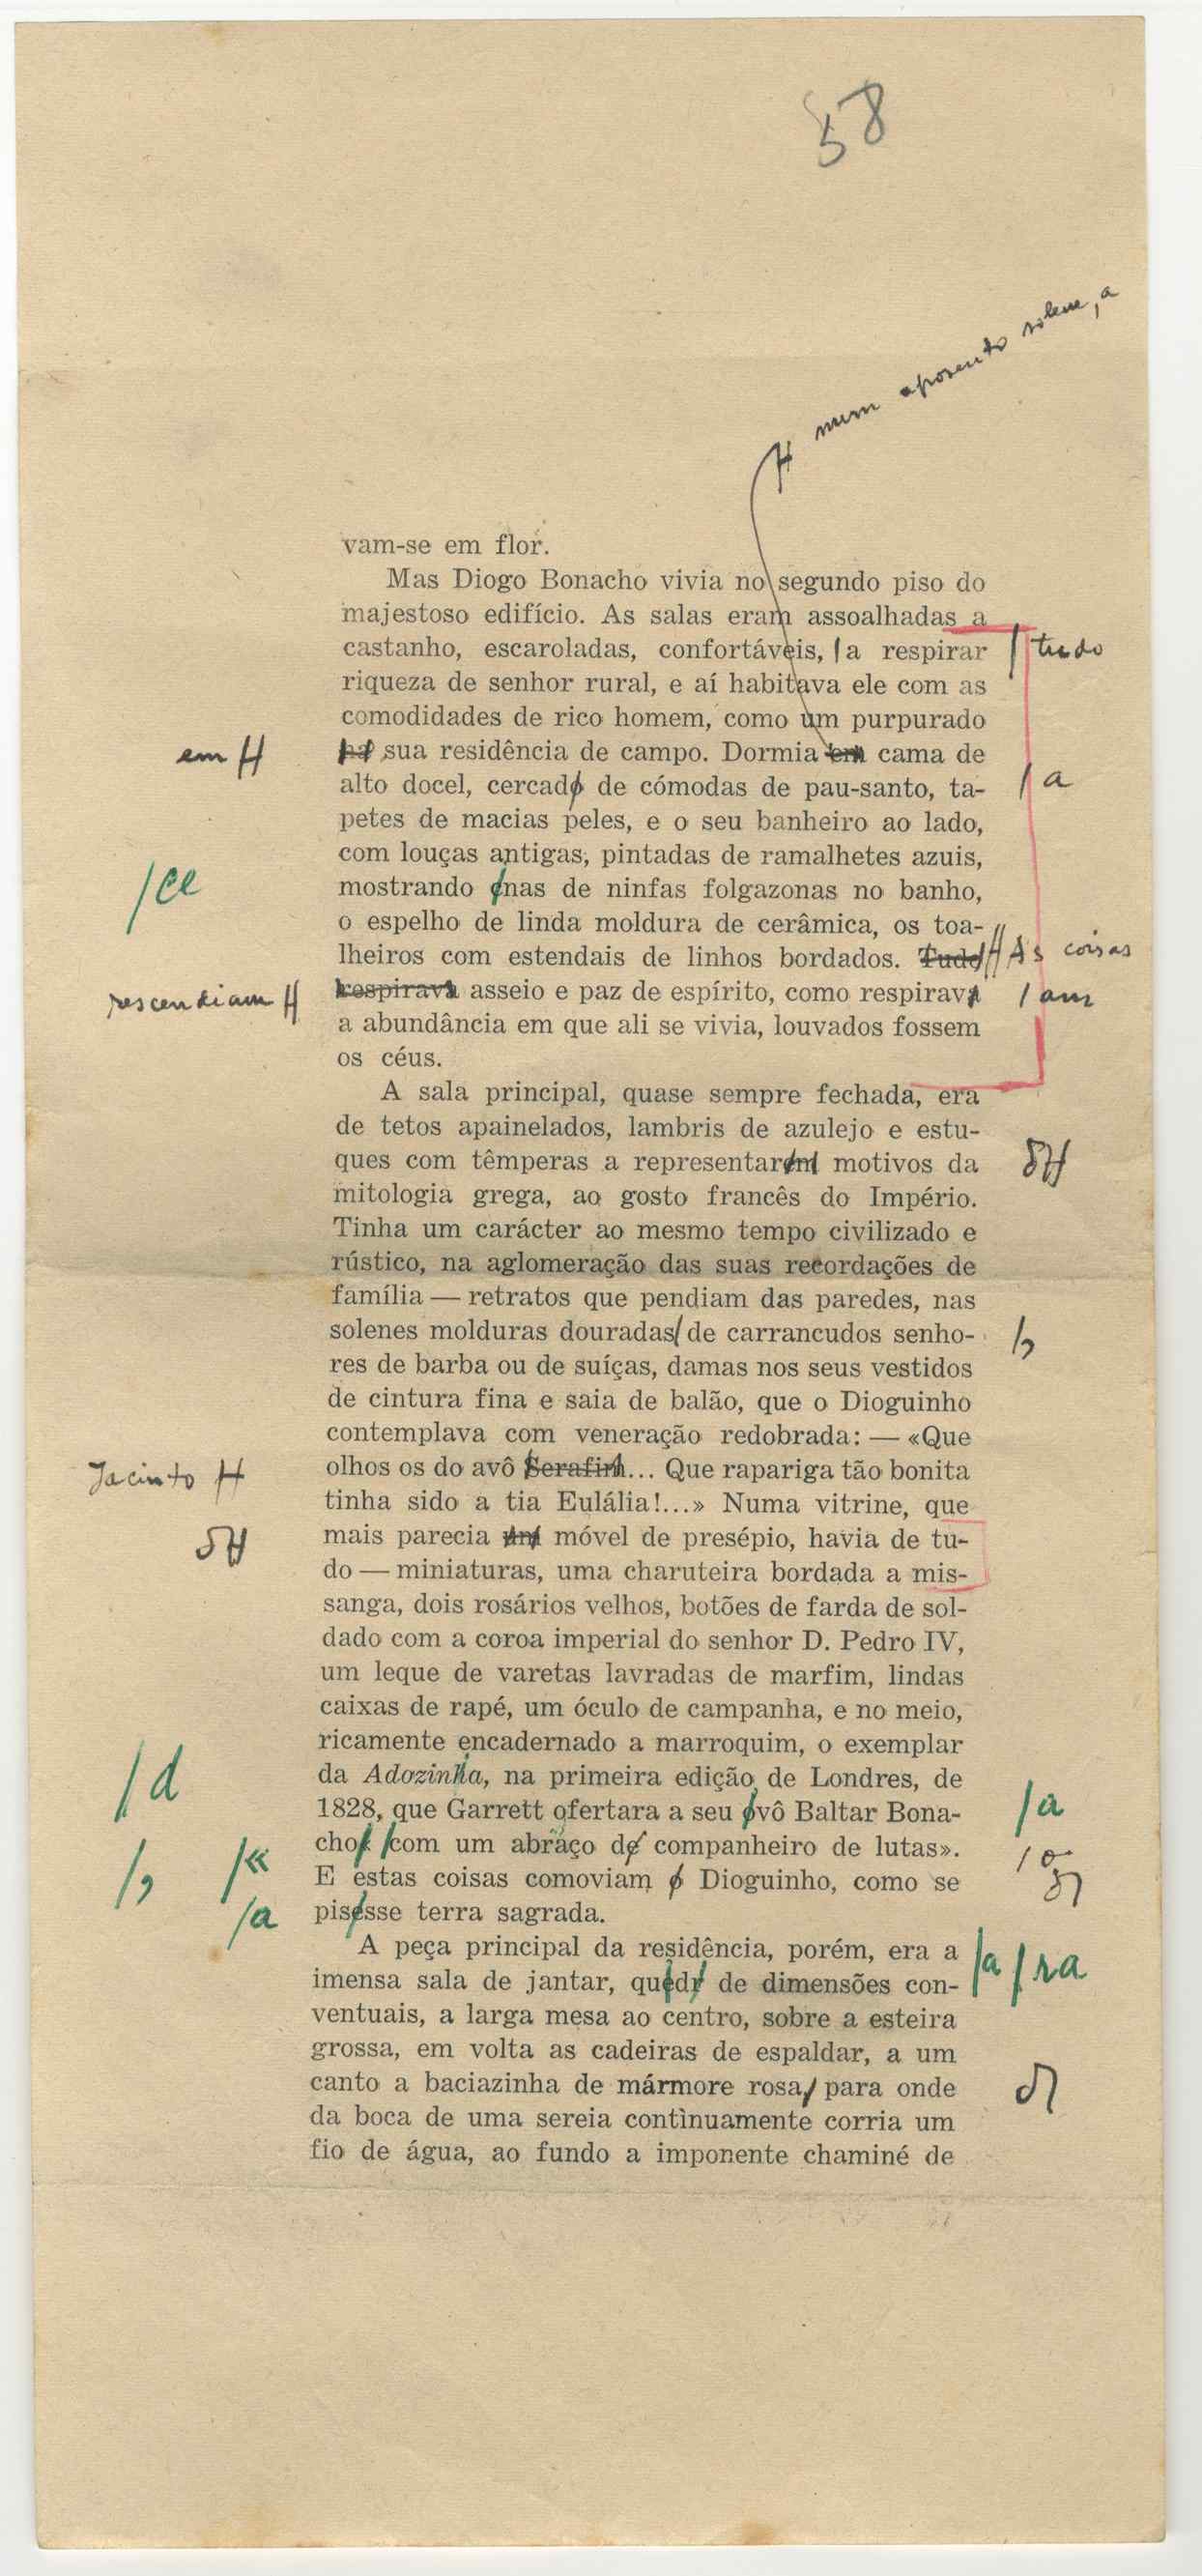 58
num aposento solene, a
vam-se em flor.
Mas Diogo Bonacho vivia no segundo piso do
majestoso edifício. As salas eram assoalhadas a
castanho, escaroladas, confortáveis, a respirar
tudo
riqueza de senhor rural, e aí habitava ele com as
comodidades de rico homem, como um purpurado
em
na sua residência de campo. Dormia em cama de
alto docel, cercado de cómodas de pau-santo, ta-
a
petes de macias peles, e o seu banheiro ao lado,
com louças antigas, pintadas de ramalhetes azuis,
ce
mostrando nas de ninfas folgazonas no banho,
o espelho de linda moldura de cerâmica, os toa-
lheiros com estendais de linhos bordados. Tudo
As coisas
rescendiam
respirava asseio e paz de espírito, como respirava
am
a abundância em que ali se vivia, louvados fossem
os céus.
A sala principal, quase sempre fechada, era
de tetos apainelados, lambris de azulejo e estu-
ques com têmperas a representarem motivos da
mitologia grega, ao gosto francês do Império.
Tinha um carácter ao mesmo tempo civilizado e
rústico, na aglomeração das suas recordações de
família — retratos que pendiam das paredes, nas
solenes molduras douradas de carrancudos senho-
,
res de barba ou de suíças, damas nos seus vestidos
de cintura fina e saia de balão, que o Dioguinho
contemplava com veneração redobrada: — «Que
Jacinto
olhos os do avô Serafim... Que rapariga tão bonita
tinha sido a tia Eulália!...» Numa vitrine, que
mais parecia um móvel de presépio, havia de tu-
do — miniaturas, uma charuteira bordada a mis-
sanga, dois rosários velhos, botões de farda de sol-
dado com a coroa imperial do senhor D. Pedro IV,
um leque de varetas lavradas de marfim, lindas
caixas de rapé, um óculo de campanha, e no meio,
ricamente encadernado a marroquim, o exemplar
d
da Adozinha, na primeira edição de Londres, de
1828, que Garrett ofertara a seu avô Baltar Bona-
a
, «
cho com um abraço de companheiro de lutas».
o
E estas coisas comoviam o Dioguinho, como se
a
pisesse terra sagrada.
A peça principal da residência, porém, era a
a ra
imensa sala de jantar, de dimensões con-
ventuais, a larga mesa ao centro, sobre a esteira
grossa, em volta as cadeiras de espaldar, a um
canto a baciazinha de mármore rosa, para onde
da boca de uma sereia contìnuamente corria um
fio de água, ao fundo a imponente chaminé de